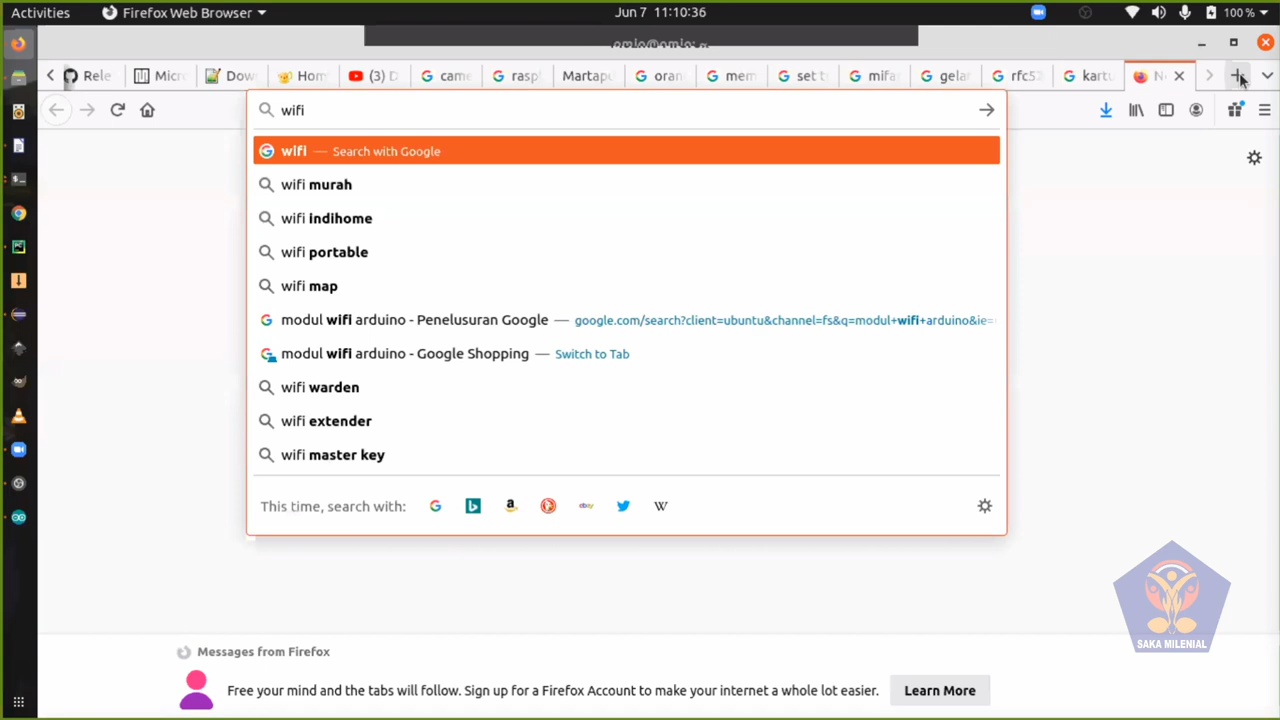 Activities
Firefox Web Browser
Jun 7 11:10:36
100 %
Rele
Micr
Dow
Hom
(3) D
came
rasp
Martapu
oran
mem
set t
mifa
gelar
rfc52
kartu
N
wifi
wifi — Search with Google
wifi murah
wifi indihome
wifi portable
wifi map
modul wifi arduino - Penelusuran Google — google.com/search?client=ubuntu&channel=fs&q=modul+wifi+arduino&ie=
modul wifi arduino - Google Shopping — Switch to Tab
wifi warden
wifi extender
wifi master key
This time, search with:
ebay
W
SAKA MILENIAL
Messages from Firefox
Free your mind and the tabs will follow. Sign up for a Firefox Account to make your internet a whole lot easier.
Learn More